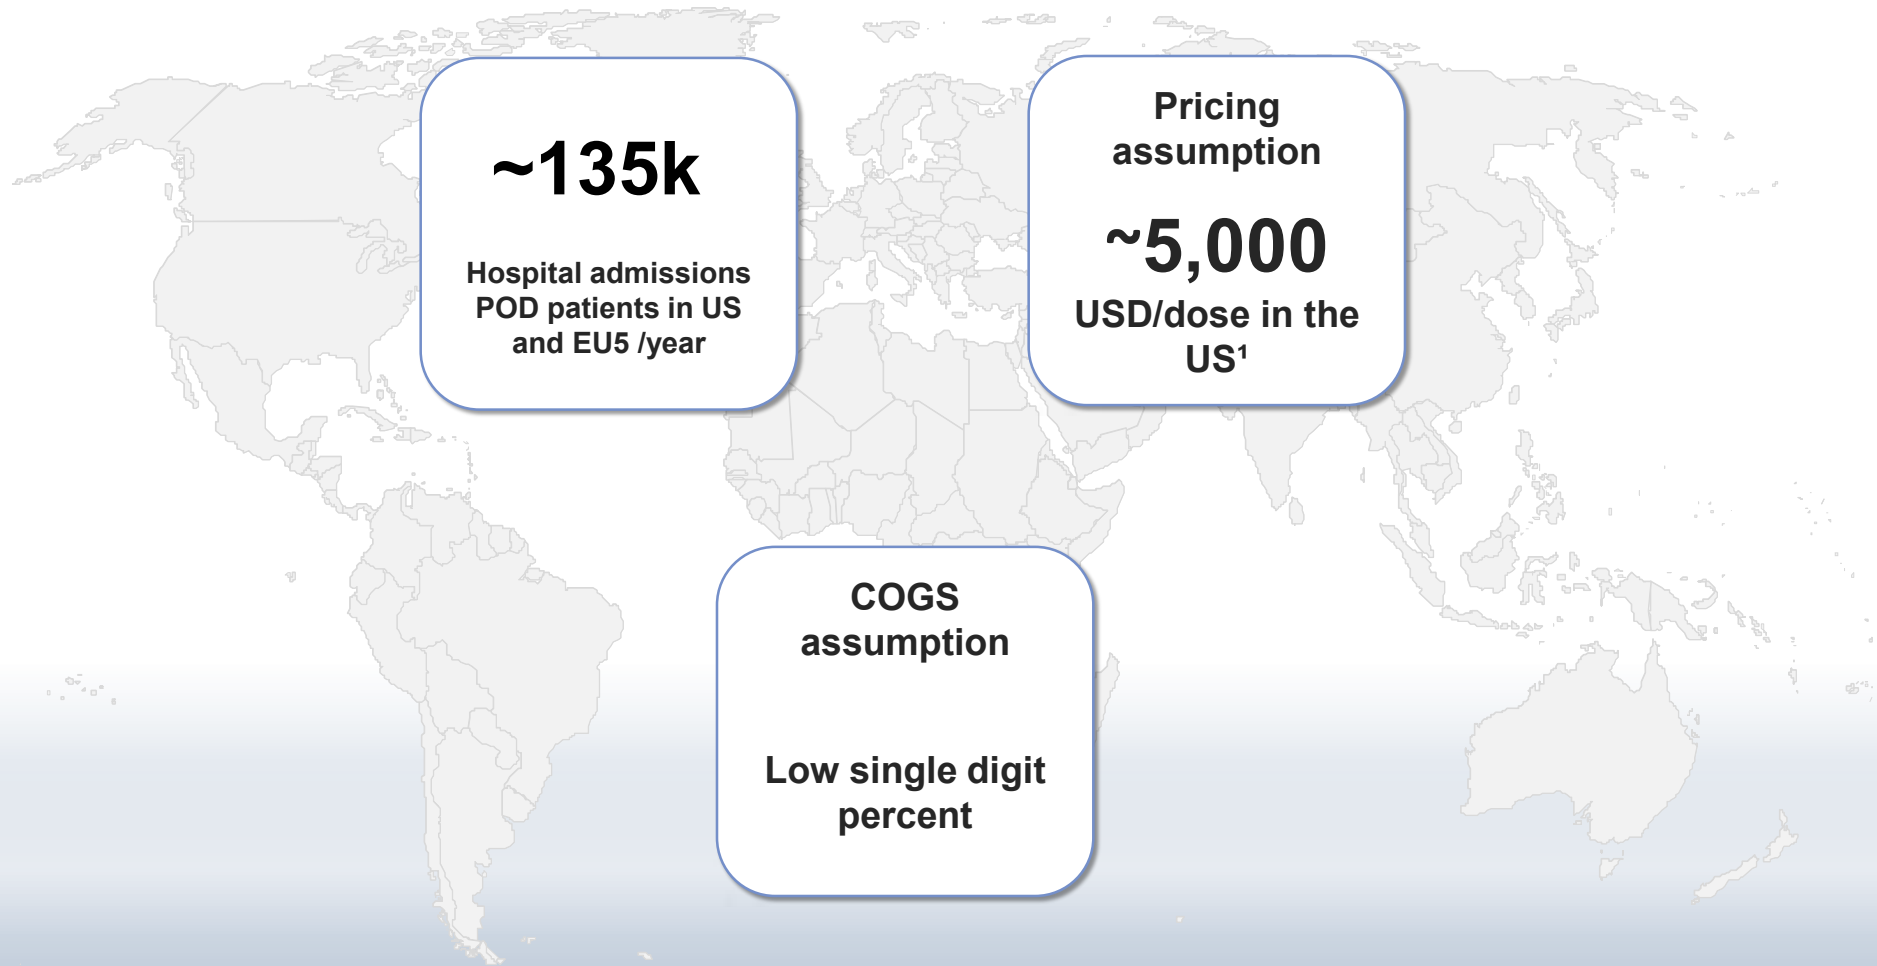 ~135k
Hospital admissions
POD patients in US
and EU5 /year
Pricing
assumption
~5,000
USD/dose in the
US¹
COGS
assumption
Low single digit
percent